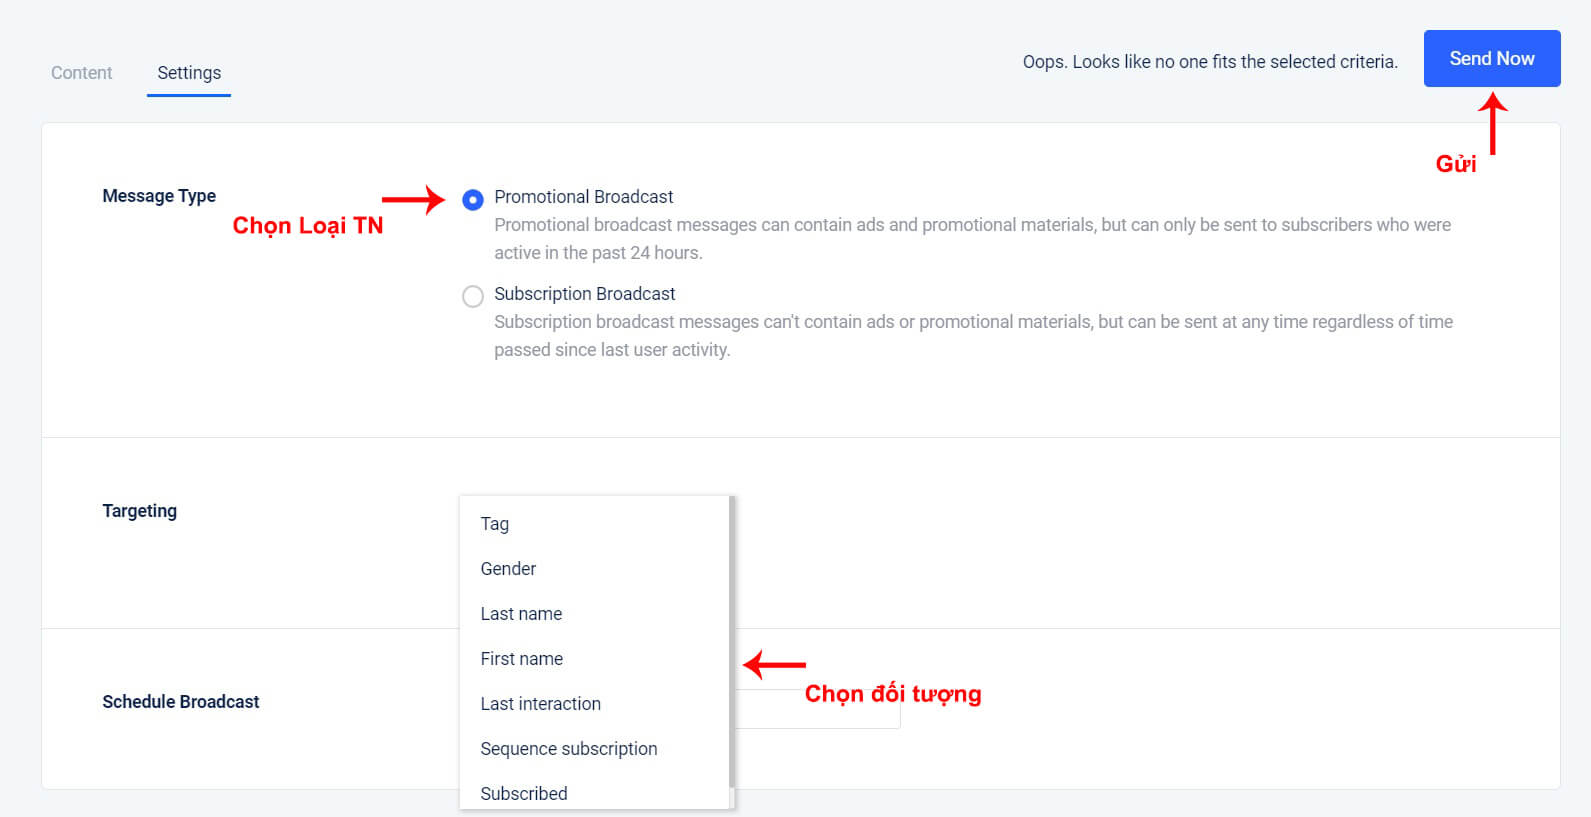 Content
Settings
Oops. Looks like no one fits the selected criteria.
Send Now
Gửi
Message Type
Chọn Loại TN
Promotional Broadcast
Promotional broadcast messages can contain ads and promotional materials, but can only be sent to subscribers who were
active in the past 24 hours.
Subscription Broadcast
Subscription broadcast messages can't contain ads or promotional materials, but can be sent at any time regardless of time
passed since last user activity.
Targeting
Tag
Gender
Last name
First name
Last interaction
Sequence subscription
Subscribed
Chọn đối tượng
Schedule Broadcast